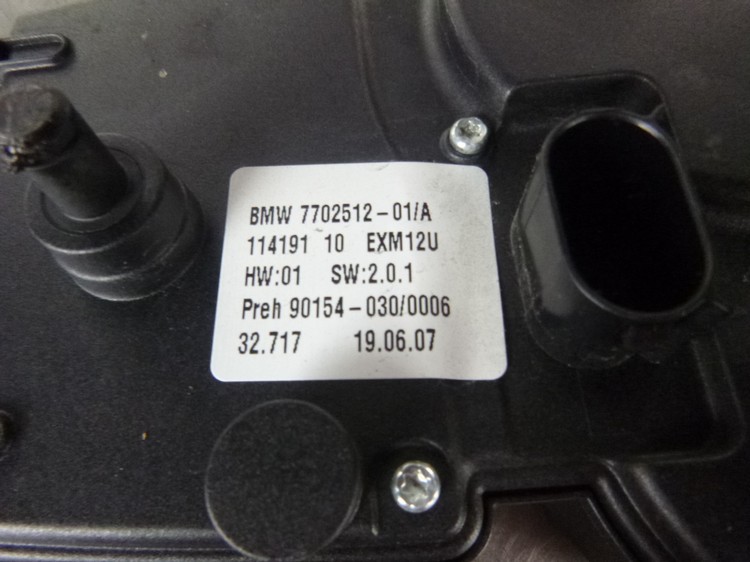 BMW 7702512-01/A
114191 10 EXM12U
HW:01 SW:2.0.1
Preh 90154-030/0006
32.717 19.06.07